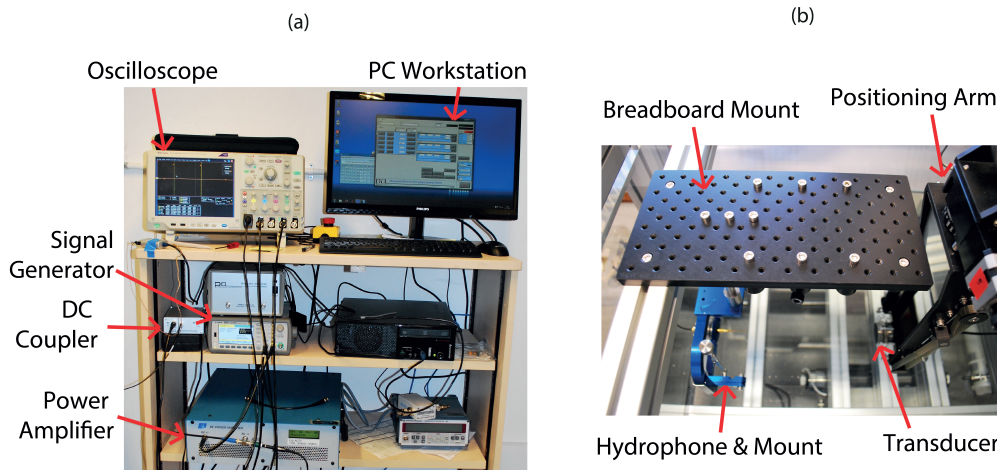 (a)
Oscilloscope
PC Workstation
Signal
Generator
DC
Coupler
Power
Amplifier
PHILIPS
(b)
Breadboard Mount
Positioning Arm
Hydrophone & Mount
Transducer